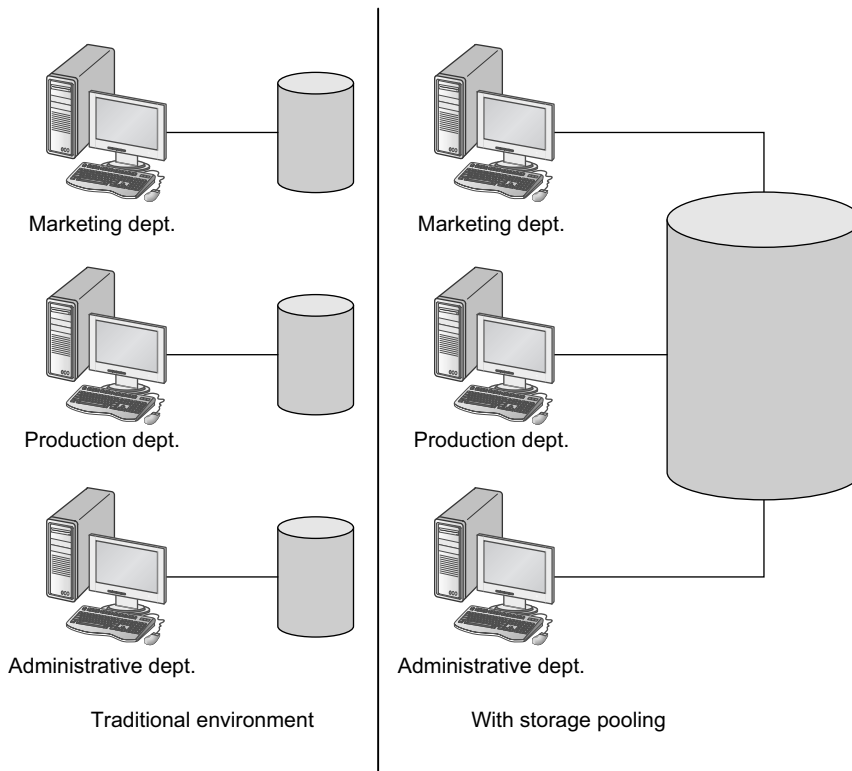 Marketing dept.
Production dept.
Administrative dept.
Traditional environment
Marketing dept.
Production dept.
Administrative dept.
With storage pooling